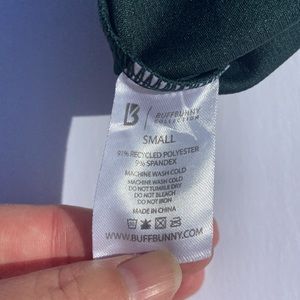 B
BUFFBUNNY
COLLECTION
SMALL
91% RECYCLED POLYESTER
9% SPANDEX
MACHINE WASH COLD
MACHINE WASH COLD
DO NOT TUMBLE DRY
DO NOT BLEACH
DO NOT IRON
MADE IN CHINA
WWW.BUFFBUNNY.COM